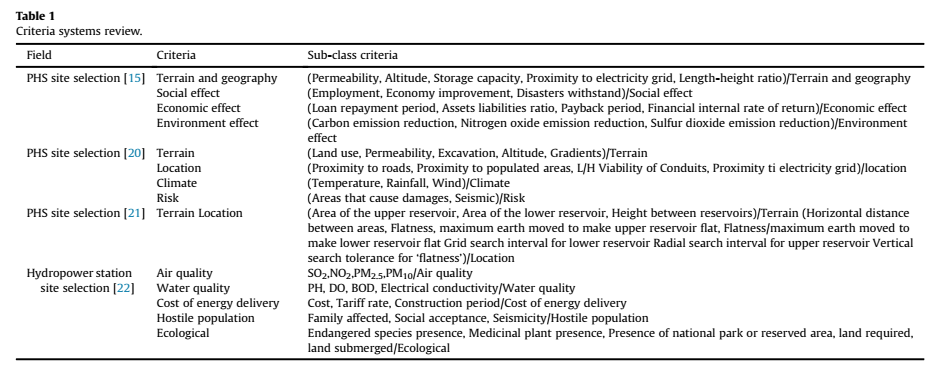 Table 1
Criteria systems review.
Field Criteria Sub-class criteria
PHS site selection [15] Terrain and geography (Permeability, Altitude, Storage capacity, Proximity to electricity grid, Length-height ratio)/Terrain and geography
Social effect (Employment, Economy improvement, Disasters withstand)/Social effect
Economic effect (Loan repayment period, Assets liabilities ratio, Payback period, Financial internal rate of return)/Economic effect
Environment effect (Carbon emission reduction, Nitrogen oxide emission reduction, Sulfur dioxide emission reduction)/Environment
effect
PHS site selection [20] Terrain (Land use, Permeability, Excavation, Altitude, Gradients)/Terrain
Location (Proximity to roads, Proximity to populated areas, L/H Viability of Conduits, Proximity ti electricity grid)/location
Climate (Temperature, Rainfall, Wind)/Climate
Risk (Areas that cause damages, Seismic)/Risk
PHS site selection [21] Terrain Location (Area of the upper reservoir, Area of the lower reservoir, Height between reservoirs)/Terrain (Horizontal distance
between areas, Flatness, maximum earth moved to make upper reservoir flat, Flatness/maximum earth moved to
make lower reservoir flat Grid search interval for lower reservoir Radial search interval for upper reservoir Vertical
search tolerance for 'flatness')/Location
Hydropower station Air quality SO2,NO2,PM2.5,PM10/Air quality
site selection [22] Water quality PH, DO, BOD, Electrical conductivity/Water quality
Cost of energy delivery Cost, Tariff rate, Construction period/Cost of energy delivery
Hostile population Family affected, Social acceptance, Seismicity/Hostile population
Ecological Endangered species presence, Medicinal plant presence, Presence of national park or reserved area, land required,
land submerged/Ecological